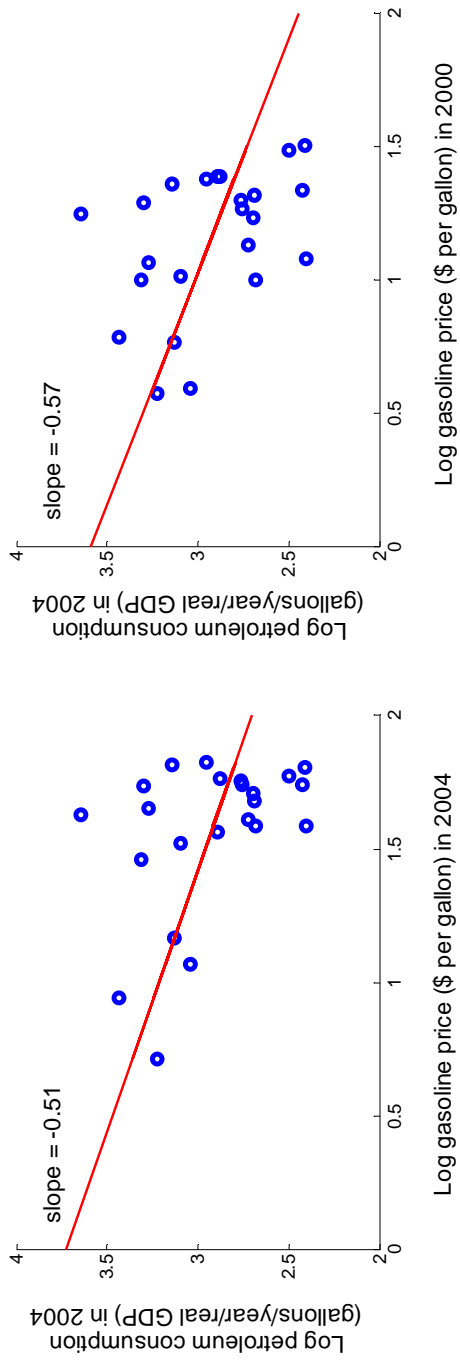 Log petroleum consumption
(gallons/year/real GDP) in 2004
4
3.5
3
2.5
2
slope = -0.51
0
0.5
1
1.5
2
Log gasoline price ($ per gallon) in 2004
Log petroleum consumption
(gallons/year/real GDP) in 2004
4
3.5
3
2.5
2
slope = -0.57
0
0.5
1
1.5
2
Log gasoline price ($ per gallon) in 2000